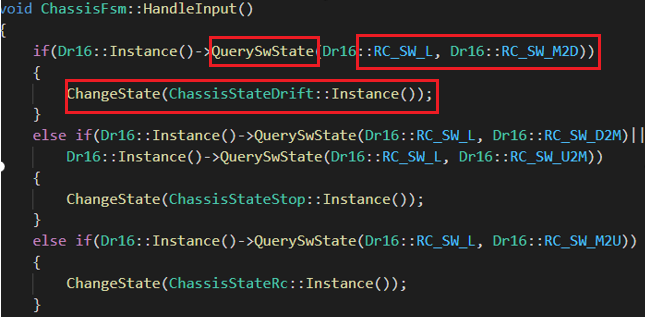 void ChassisFsm::HandleInput()
{
if(Dr16::Instance()->QuerySwState(Dr16::RC_SW_L, Dr16::RC_SW_M2D))
{
ChangeState(ChassisStateDrift::Instance());
}
else if(Dr16::Instance()->QuerySwState(Dr16::RC_SW_L, Dr16::RC_SW_D2M)||
Dr16::Instance()->QuerySwState(Dr16::RC_SW_L, Dr16::RC_SW_U2M))
{
ChangeState(ChassisStateStop::Instance());
}
else if(Dr16::Instance()->QuerySwState(Dr16::RC_SW_L, Dr16::RC_SW_M2U))
{
ChangeState(ChassisStateRc::Instance());
}